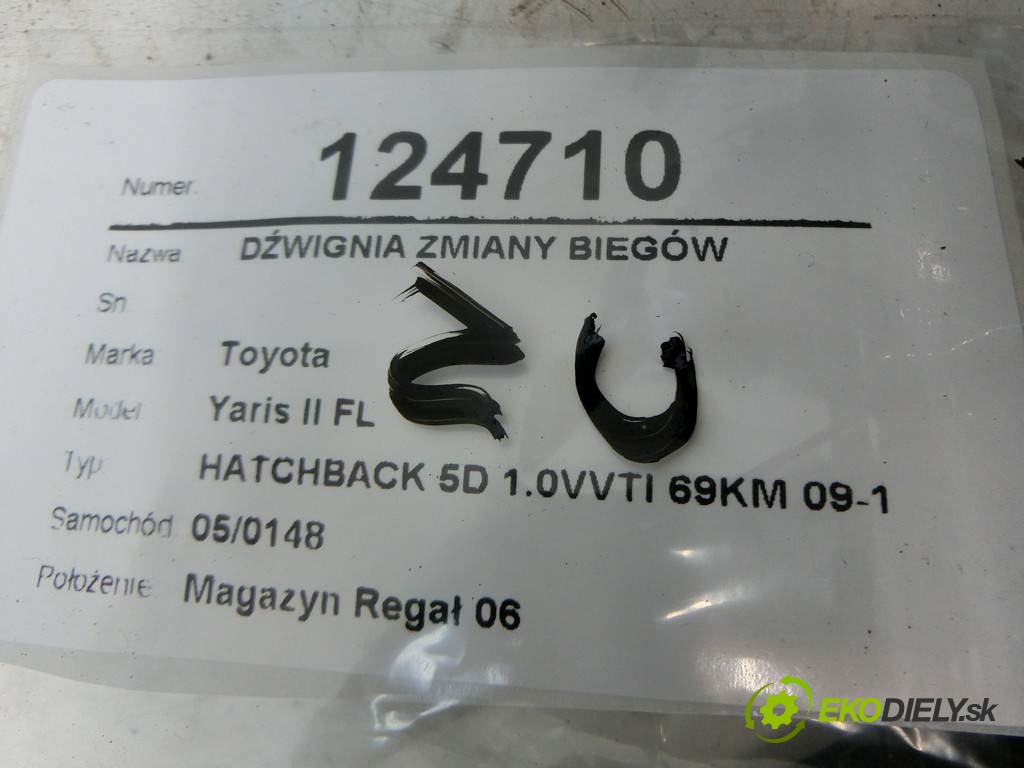 Numer: 124710
Nazwa DŹWIGNIA ZMIANY BIEGÓW
Sn
Marka Toyota
Model Yaris II FL
Typ HATCHBACK 5D 1.0VVTI 69KM 09-1
Samochód 05/0148
Położenie Magazyn Regał 06
EKODIELY.sk